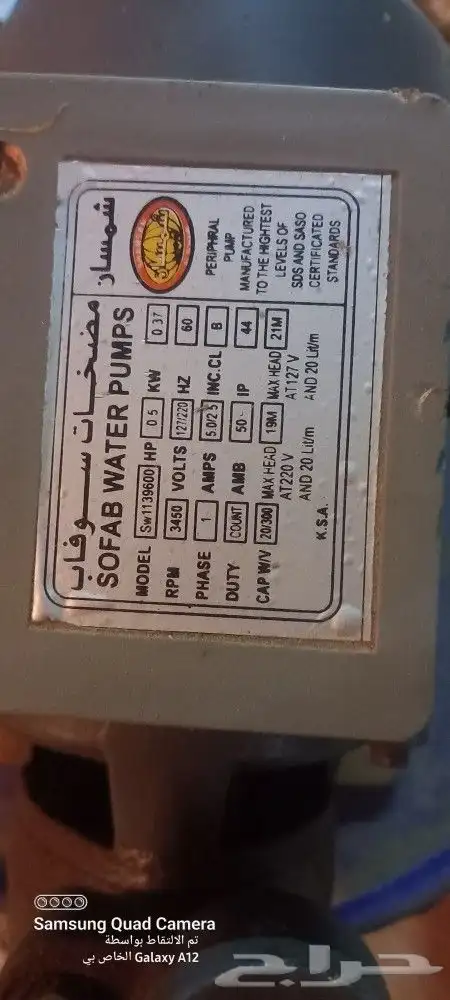 شمسار
مضخات سوفاب
SOFAB WATER PUMPS
MODEL Sw1139600 HP 0.5 KW 0.37
RPM 3450 VOLTS 127/220 HZ 60
PHASE 1 AMPS 5.0/2.5 INC.CL B
DUTY COUNT AMB 50 IP 44
CAP W/V 20/300 MAX HEAD 19M MAX HEAD 21M
AT220 V AT127 V
AND 20 Lit/m AND 20 Lit/m
K.S.A.
PERIPHRAL
PUMP
MANUFACTURED
TO THE HIGHTEST
LEVELS OF
SDS AND SASO
CERTIFICATED
STANDARDS
Samsung Quad Camera
تم الالتقاط بواسطة
Galaxy A12 الخاص بي
حراج